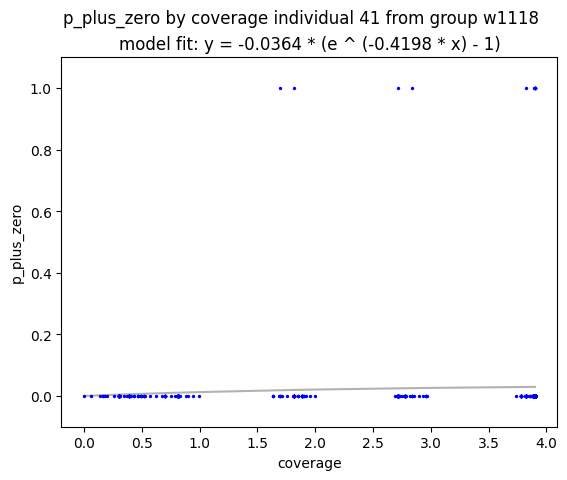 p_plus_zero by coverage individual 41 from group w1118
model fit: y = -0.0364 * (e ^ (-0.4198 * x) - 1)
1.0
0.8
0.6
0.4
0.2
0.0
p_plus_zero
0.0 0.5 1.0 1.5 2.0 2.5 3.0 3.5 4.0
coverage